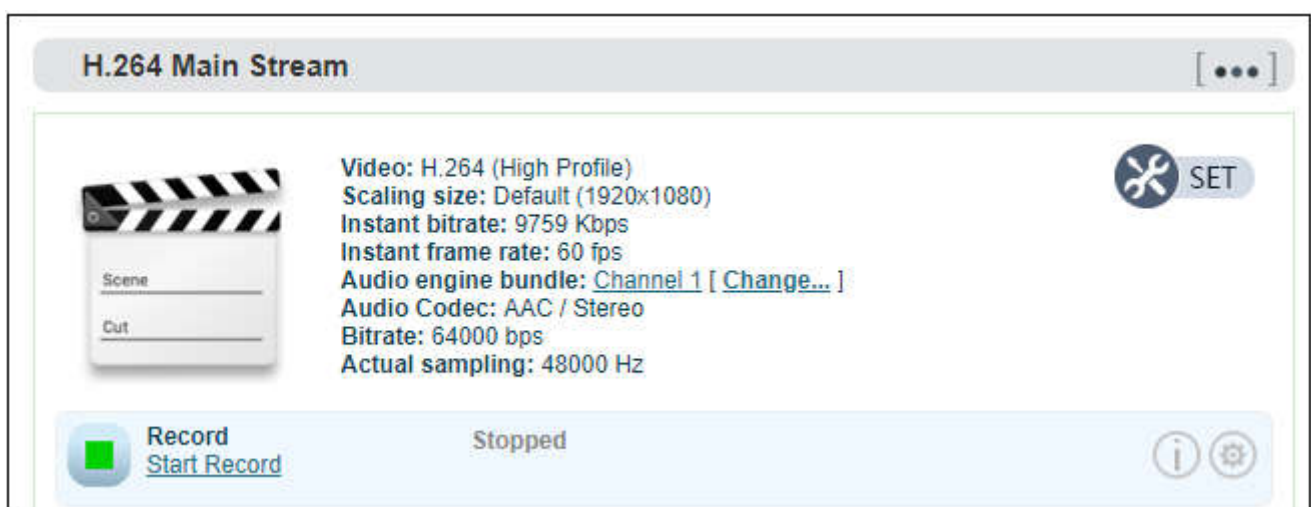 H.264 Main Stream
[ ••• ]
Video: H.264 (High Profile)
Scaling size: Default (1920x1080)
Instant bitrate: 9759 Kbps
Instant frame rate: 60 fps
Audio engine bundle: Channel 1 [ Change... ]
Audio Codec: AAC / Stereo
Bitrate: 64000 bps
Actual sampling: 48000 Hz
SET
Scene
Cut
Record
Start Record
Stopped
i